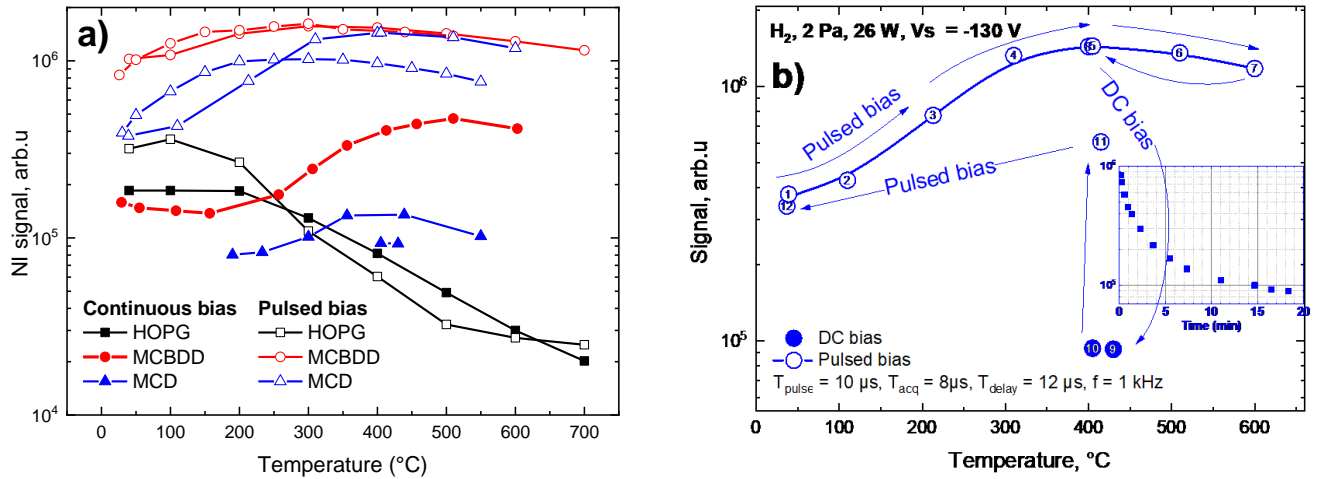 a)
10^6
10^5
10^4
NI signal, arb.u
Continuous bias
Pulsed bias
HOPG
HOPG
MCBDD
MCBDD
MCD
MCD
0 100 200 300 400 500 600 700
Temperature (°C)
H2, 2 Pa, 26 W, Vs = -130 V
b)
10^6
10^5
Signal, arb.u
Pulsed bias
DC bias
Pulsed bias
1
2
3
4
5
6
7
9
10
11
12
10^6
10^5
0 5 10 15 20
Time (min)
DC bias
Pulsed bias
Tpulse = 10 µs, Tacq = 8µs, Tdelay = 12 µs, f = 1 kHz
0 100 200 300 400 500 600
Temperature, °C